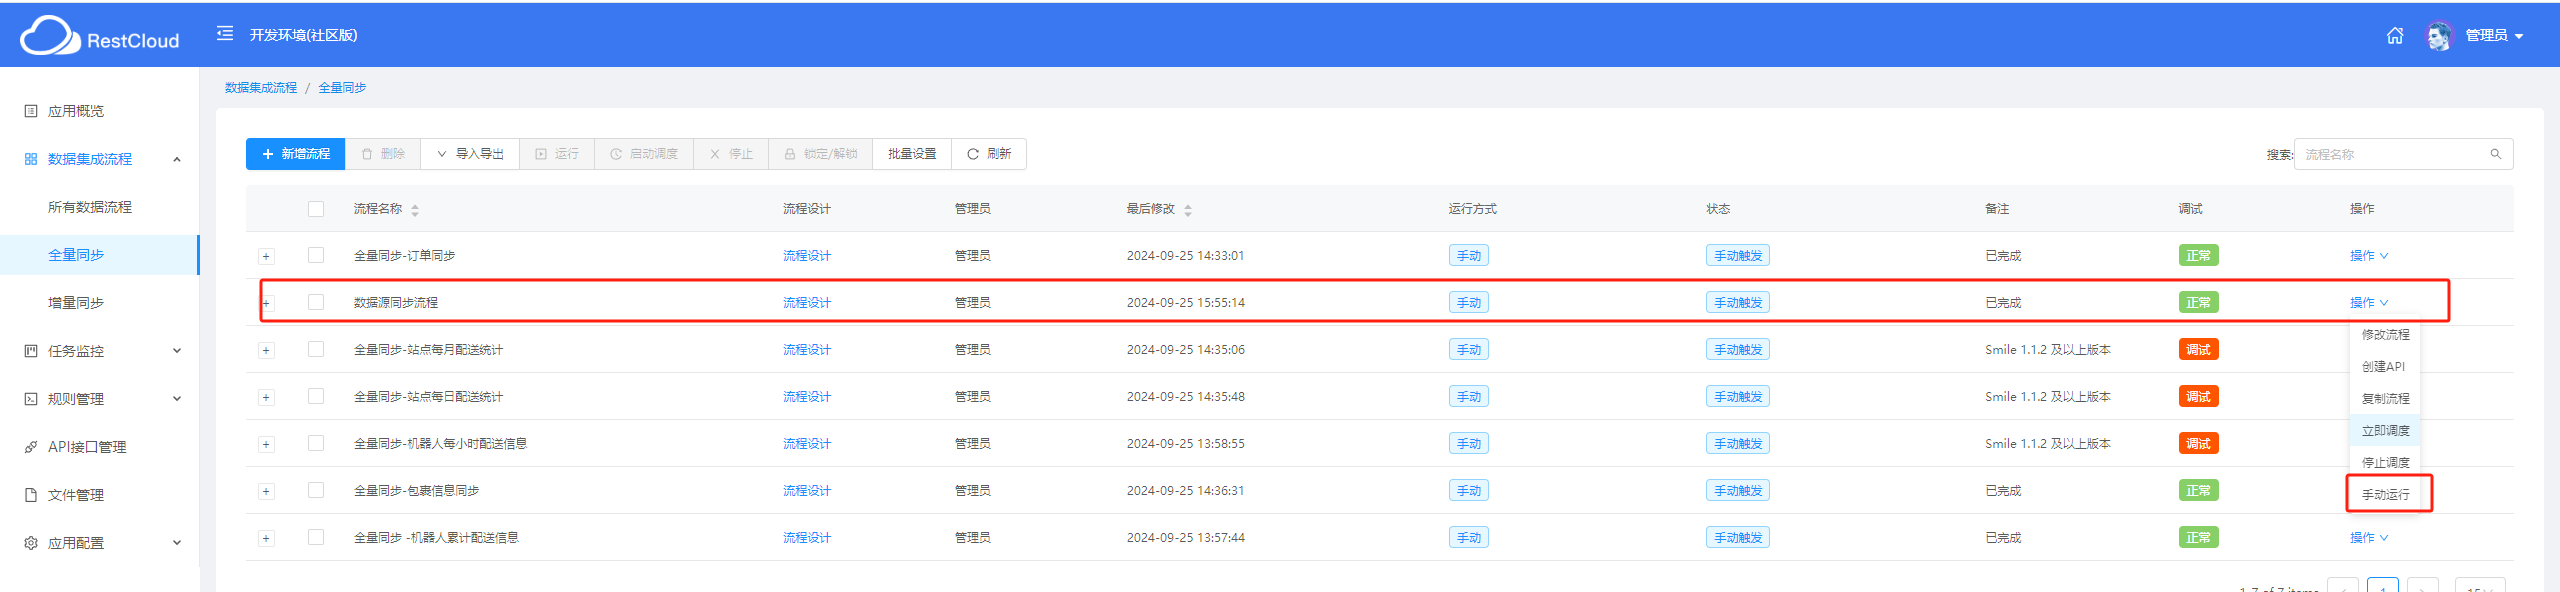 RestCloud
开发环境(社区版)
管理员
应用概览
数据集成流程
所有数据流程
全量同步
增量同步
任务监控
规则管理
API接口管理
文件管理
应用配置
数据集成流程 / 全量同步
新增流程 删除 导入导出 运行 启动调度 停止 锁定/解锁 批量设置 刷新
搜索: 流程名称
流程名称 流程设计 管理员 最后修改 运行方式 状态 备注 调试 操作
全量同步-订单同步 流程设计 管理员 2024-09-25 14:33:01 手动 手动触发 已完成 正常 操作
数据源同步流程 流程设计 管理员 2024-09-25 15:55:14 手动 手动触发 已完成 正常 操作
全量同步-站点每月配送统计 流程设计 管理员 2024-09-25 14:35:06 手动 手动触发 Smile 1.1.2 及以上版本 调试
全量同步-站点每日配送统计 流程设计 管理员 2024-09-25 14:35:48 手动 手动触发 Smile 1.1.2 及以上版本 调试
全量同步-机器人每小时配送信息 流程设计 管理员 2024-09-25 13:58:55 手动 手动触发 Smile 1.1.2 及以上版本 调试
全量同步-包裹信息同步 流程设计 管理员 2024-09-25 14:36:31 手动 手动触发 已完成 正常
全量同步 -机器人累计配送信息 流程设计 管理员 2024-09-25 13:57:44 手动 手动触发 已完成 正常 操作
修改流程
创建API
复制流程
立即调度
停止调度
手动运行
1-7 of 7 items 1 15